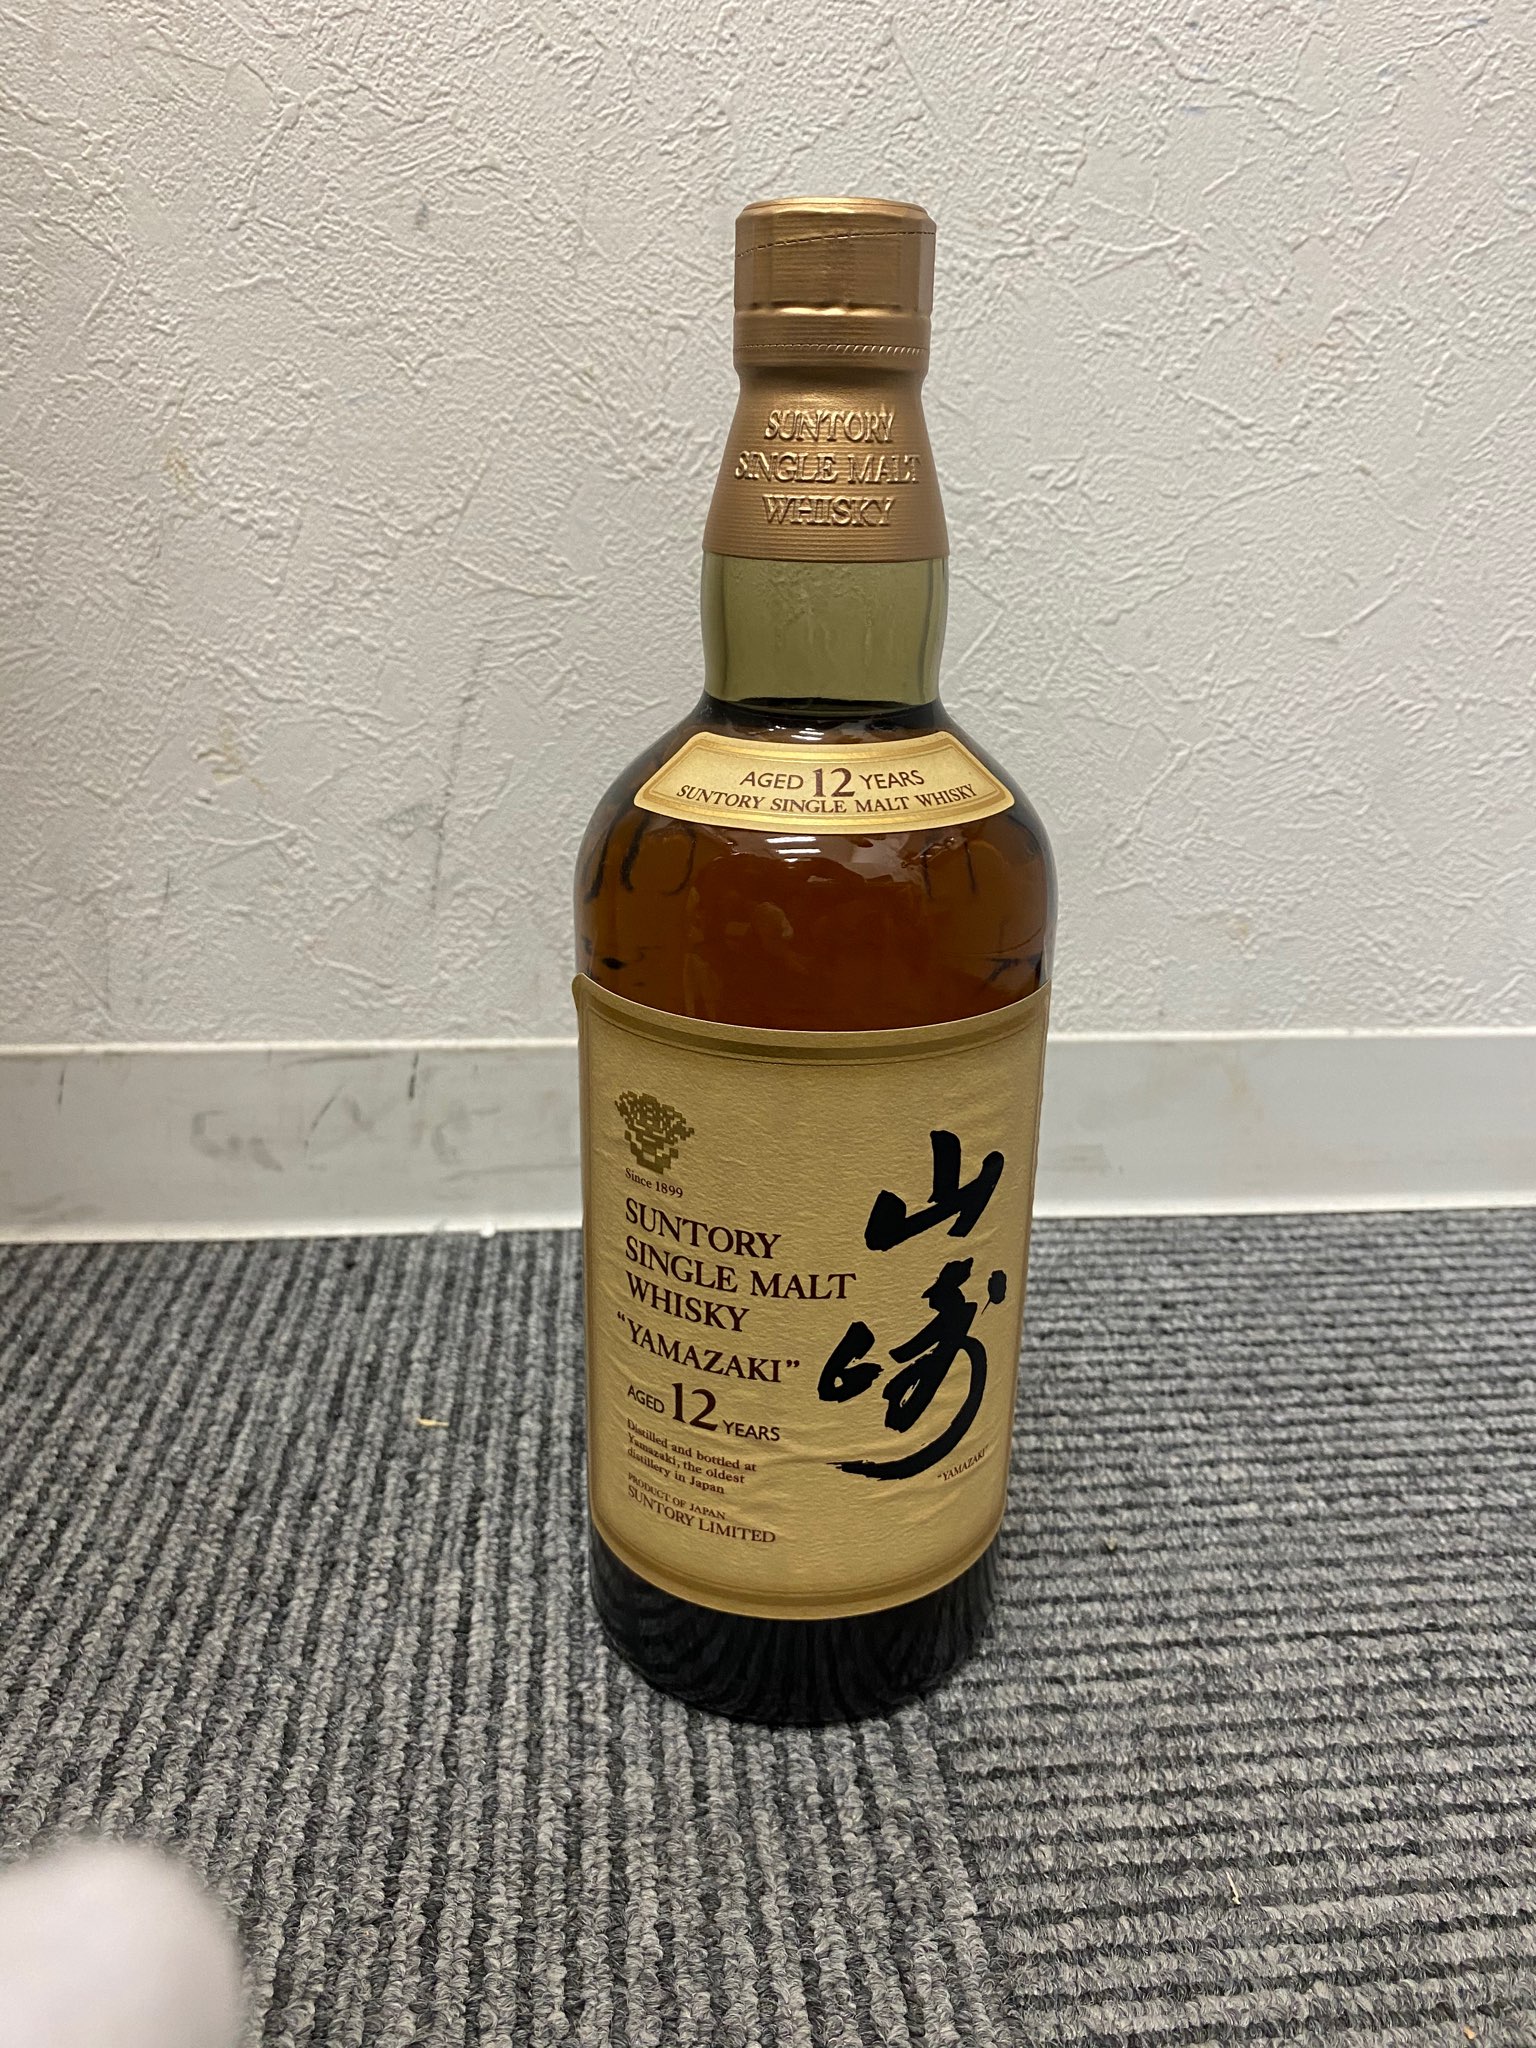 SUNTORY
SINGLE MALT
WHISKY
AGED 12 YEARS
SUNTORY SINGLE MALT WHISKY
Since 1899
SUNTORY
SINGLE MALT
WHISKY
"YAMAZAKI"
AGED 12 YEARS
Distilled and bottled at
Yamazaki, the oldest
distillery in Japan
PRODUCT OF JAPAN
SUNTORY LIMITED
山崎
"YAMAZAKI"